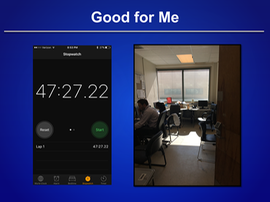 Good for Me
Stopwatch
47:27.22
Reset
Start
Lap 1
47:27.22